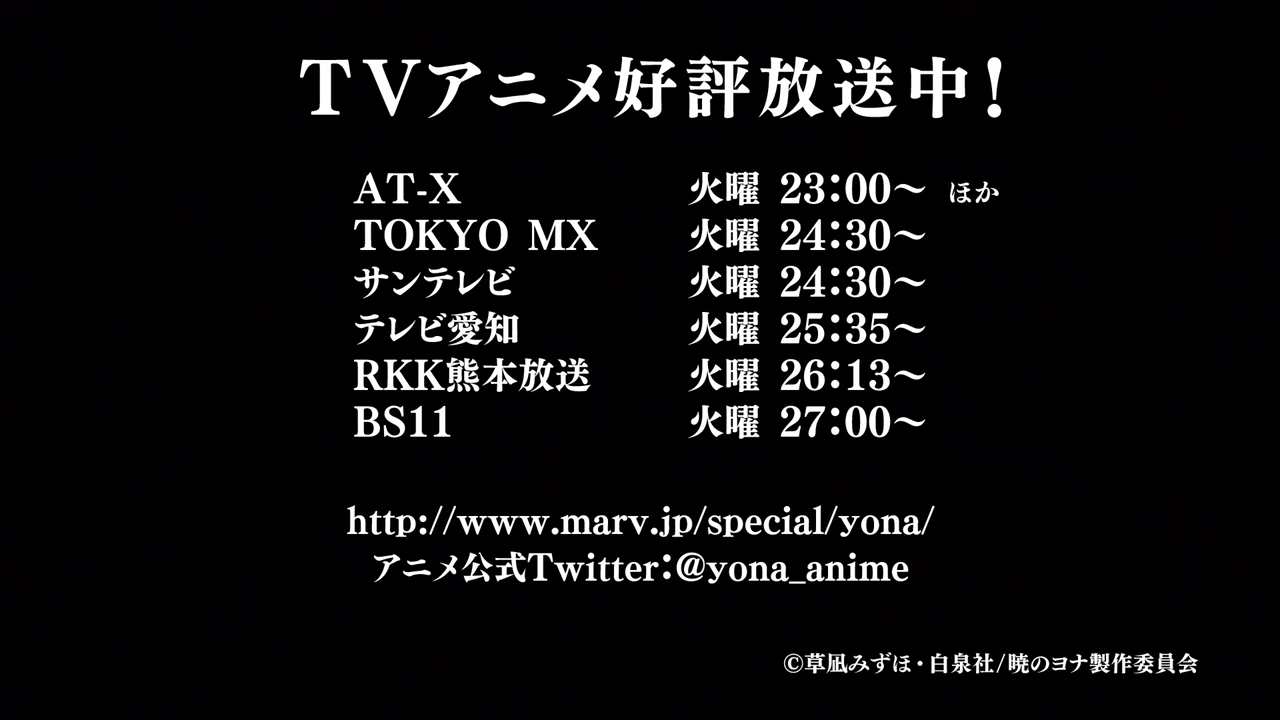 TVアニメ好評放送中!
AT-X 火曜 23:00～ ほか
TOKYO MX 火曜 24:30～
サンテレビ 火曜 24:30～
テレビ愛知 火曜 25:35～
RKK熊本放送 火曜 26:13～
BS11 火曜 27:00～
http://www.marv.jp/special/yona/
アニメ公式Twitter:@yona_anime
©草凪みずほ・白泉社/暁のヨナ製作委員会